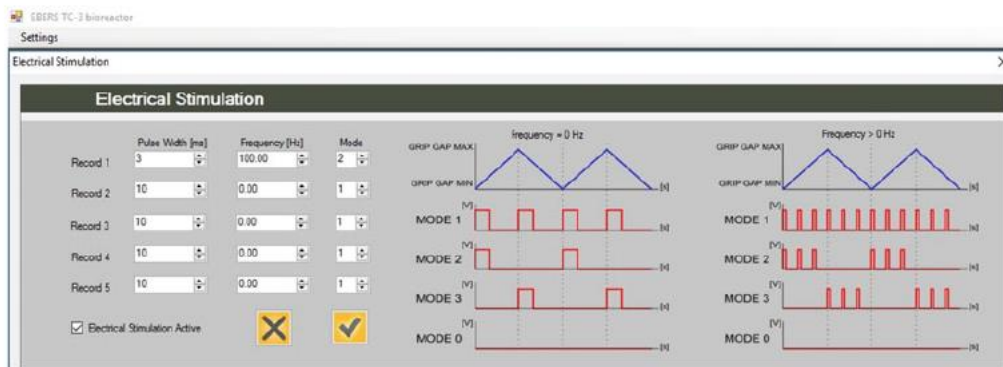 EBERS TC-3 bioreactor
Settings
Electrical Stimulation
Electrical Stimulation
Pulse Width [ms] Frequency [Hz] Mode
Record 1 3 100.00 2
Record 2 10 0.00 1
Record 3 10 0.00 1
Record 4 10 0.00 1
Record 5 10 0.00 1
Electrical Stimulation Active
frequency = 0 Hz
GRIP GAP MAX
GRIP GAP MIN [s]
[V]
MODE 1 [s]
[V]
MODE 2 [s]
[V]
MODE 3 [s]
[V]
MODE 0 [s]
Frequency > 0 Hz
GRIP GAP MAX
GRIP GAP MIN [s]
[V]
MODE 1 [s]
[V]
MODE 2 [s]
[V]
MODE 3 [s]
[V]
MODE 0 [s]